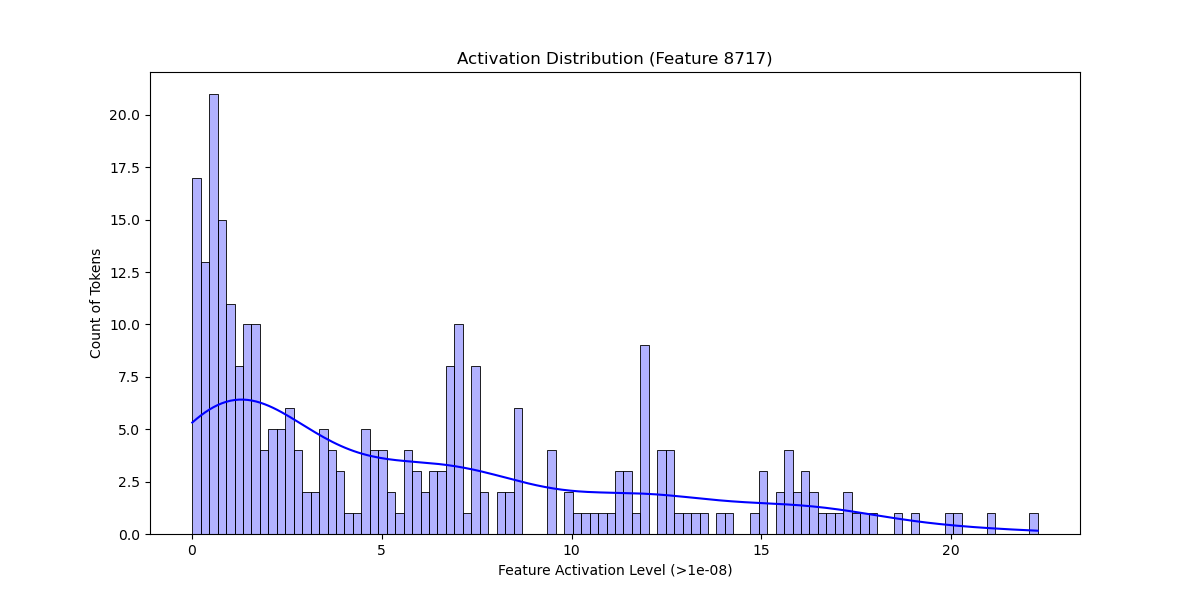 Activation Distribution (Feature 8717)
20.0
17.5
15.0
12.5
10.0
7.5
5.0
2.5
0.0
Count of Tokens
0 5 10 15 20
Feature Activation Level (>1e-08)